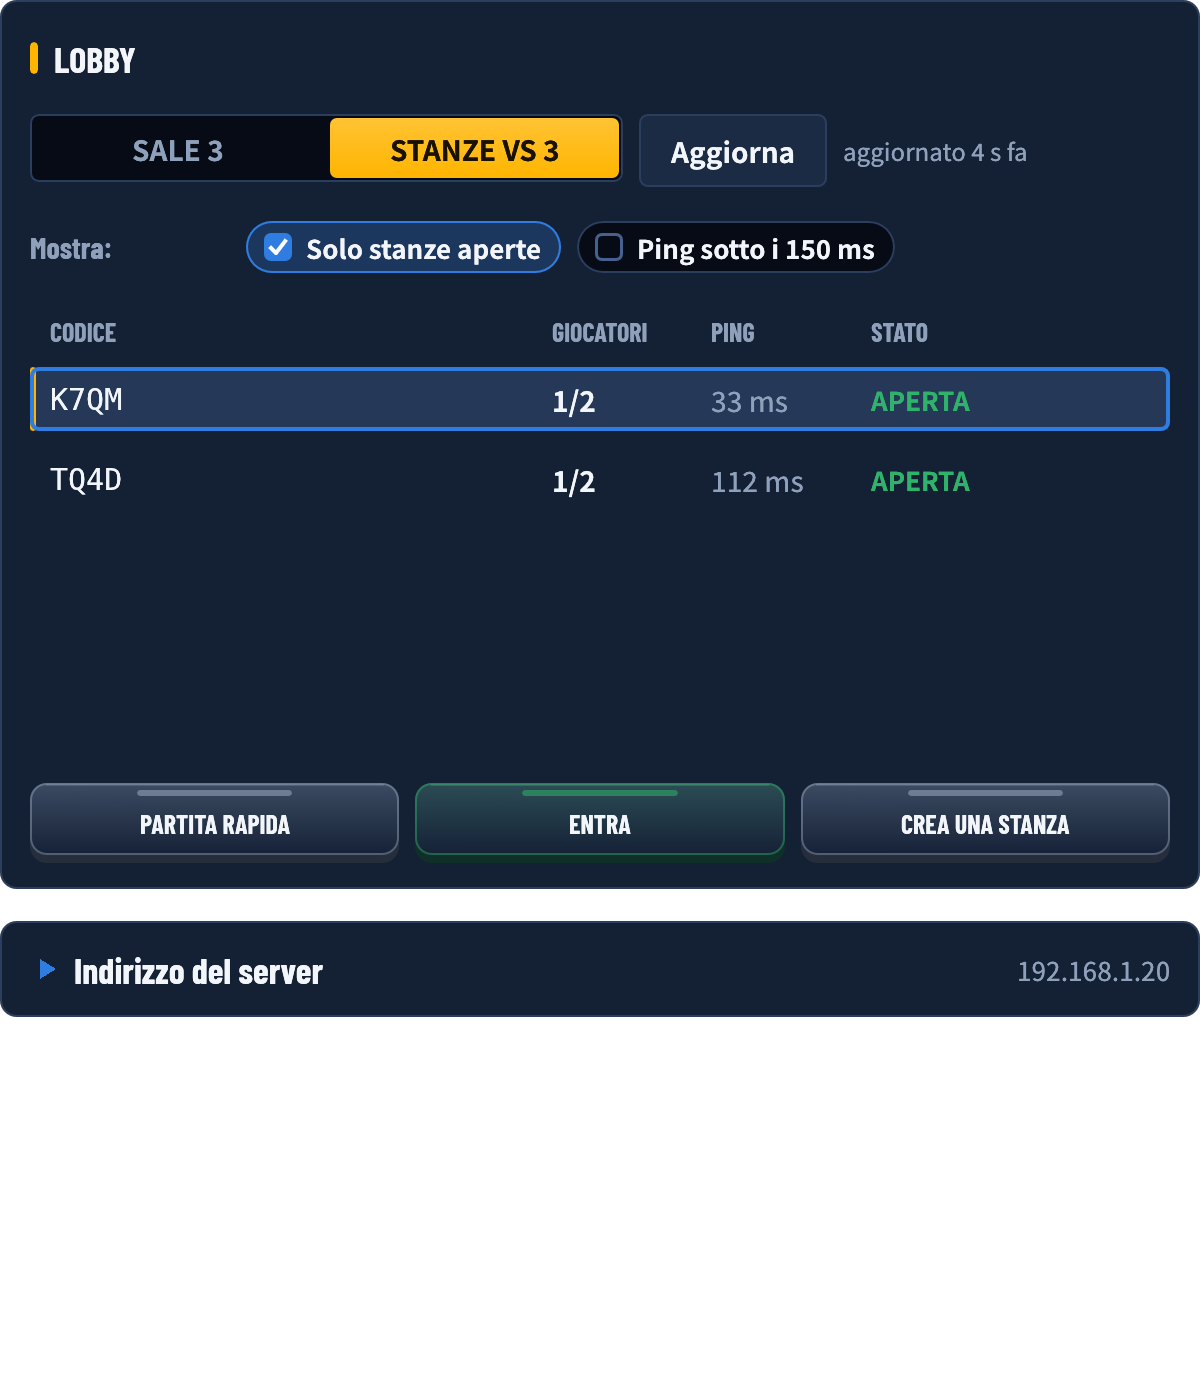 LOBBY
SALE 3 STANZE VS 3 Aggiorna aggiornato 4 s fa
Mostra: Solo stanze aperte Ping sotto i 150 ms
CODICE GIOCATORI PING STATO
K7QM 1/2 33 ms APERTA
TQ4D 1/2 112 ms APERTA
PARTITA RAPIDA ENTRA CREA UNA STANZA
Indirizzo del server 192.168.1.20